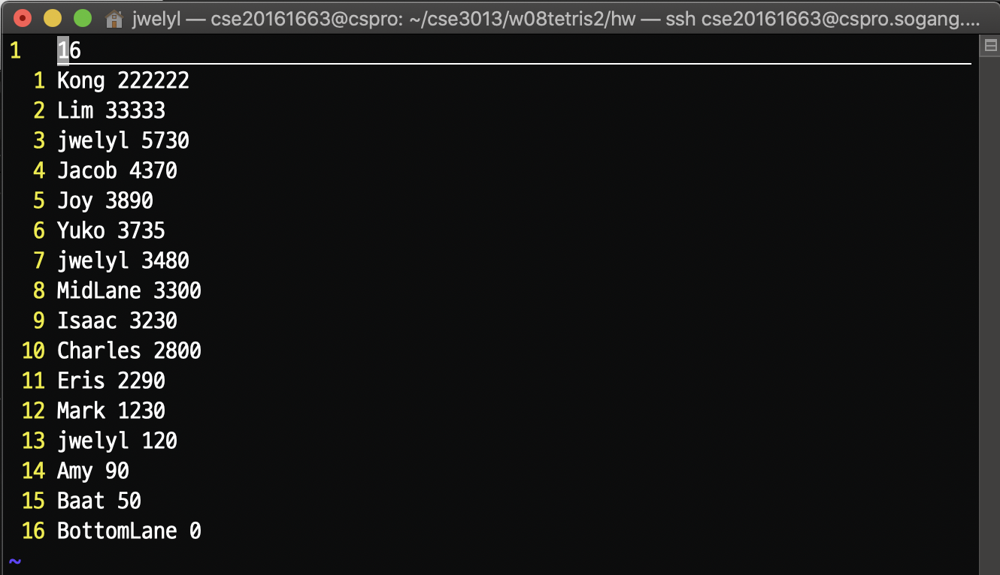 jwelyl — cse20161663@cspro: ~/cse3013/w08tetris2/hw — ssh cse20161663@cspro.sogang....
1 16
1 Kong 222222
2 Lim 33333
3 jwelyl 5730
4 Jacob 4370
5 Joy 3890
6 Yuko 3735
7 jwelyl 3480
8 MidLane 3300
9 Isaac 3230
10 Charles 2800
11 Eris 2290
12 Mark 1230
13 jwelyl 120
14 Amy 90
15 Baat 50
16 BottomLane 0
~